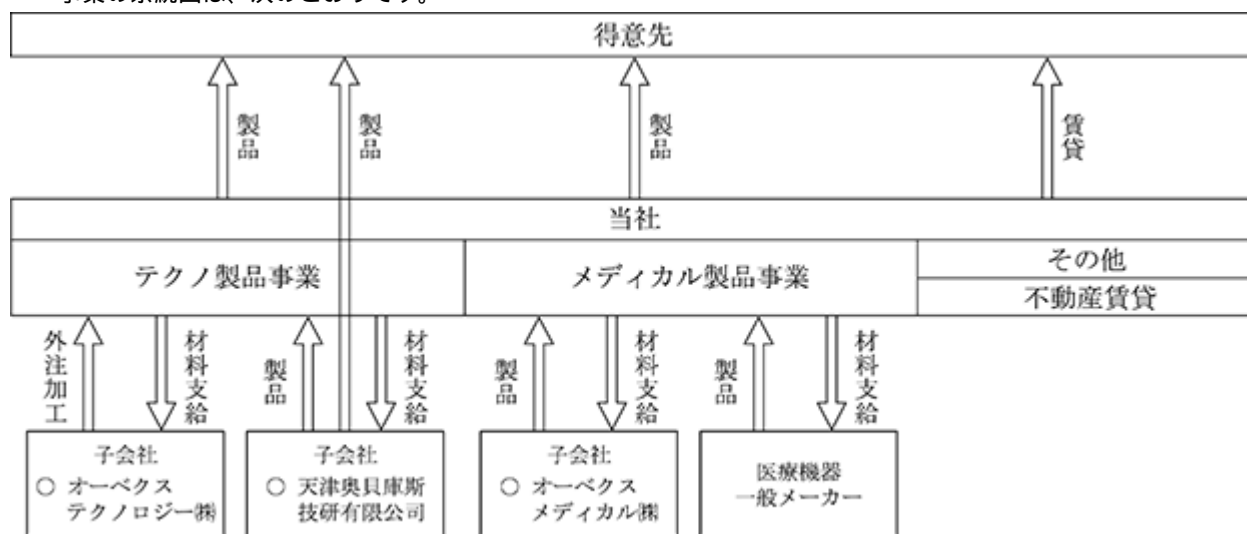 事業の系統図は、次のとおりです。
得意先
製品
製品
製品
賃貸
当社
テクノ製品事業
メディカル製品事業
その他
不動産賃貸
外注加工
材料支給
製品
材料支給
製品
材料支給
製品
材料支給
子会社
○ オーベクス
テクノロジー㈱
子会社
○ 天津奥貝庫斯
技研有限公司
子会社
○ オーベクス
メディカル㈱
医療機器
一般メーカー